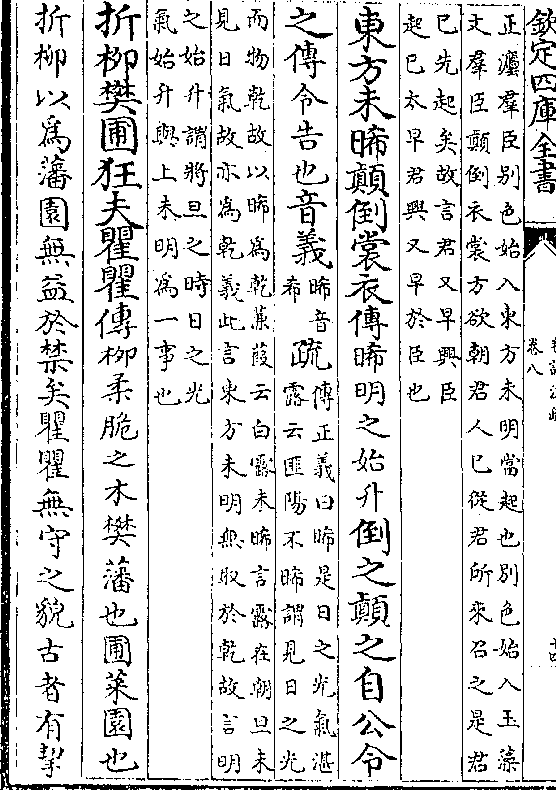 欽定四庫全書
卷八
正灋羣臣别色始入東方未明當起也别色始入玉藻
文羣臣顛倒衣裳方欲朝君人已從君所來召之是君
已先起矣故言君又早興臣
起已太早君興又早於臣也
東方未晞顛倒裳衣傳晞明之始升倒之顛之自公令
之傳令告也音義晞音希疏傳正義曰晞是日之光氣湛露云匪陽不晞謂見日之光
而物乾故以晞為乾蒹葭云白露未晞言露在朝旦未
見日氣故亦為乾義此言東方未明無取於乾故言明
之始升謂將旦之時日之光
氣始升與上未明為一事也
折柳樊圃狂夫瞿瞿傳柳柔脆之木樊藩也圃菜園也
折柳以為藩園無益於禁矣瞿瞿無守之貌古者有挈